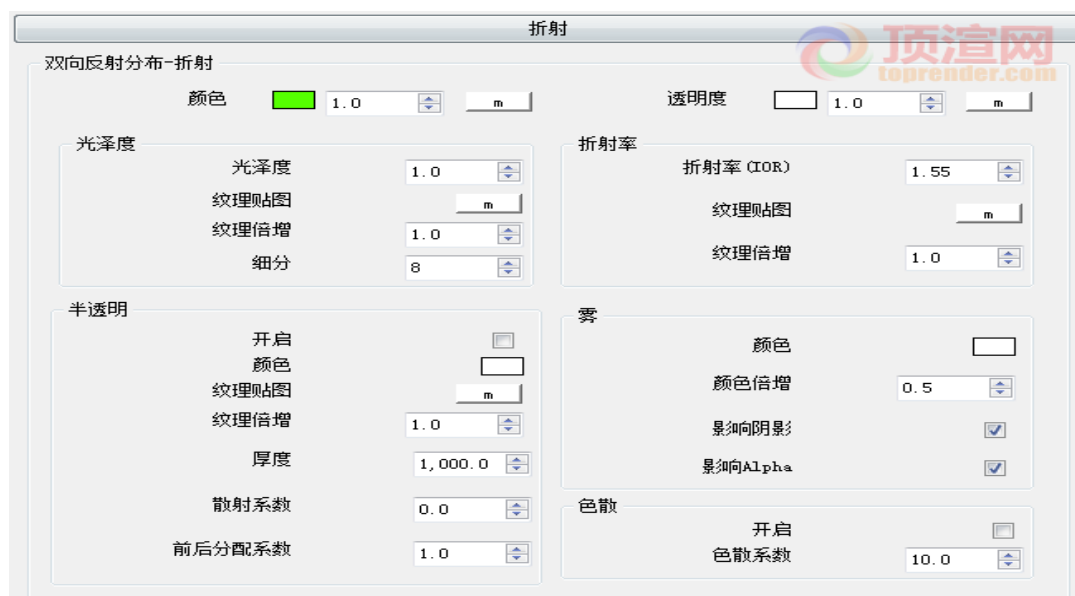 折射
顶渲网
toprender.com
双向反射分布-折射
颜色 1.0 m 透明度 1.0 m
光泽度
光泽度 1.0
纹理贴图 m
纹理倍增 1.0
细分 8
折射率
折射率(IOR) 1.55
纹理贴图 m
纹理倍增 1.0
半透明
开启
颜色
纹理贴图 m
纹理倍增 1.0
厚度 1,000.0
散射系数 0.0
前后分配系数 1.0
雾
颜色
颜色倍增 0.5
影响阴影
影响Alpha
色散
开启
色散系数 10.0